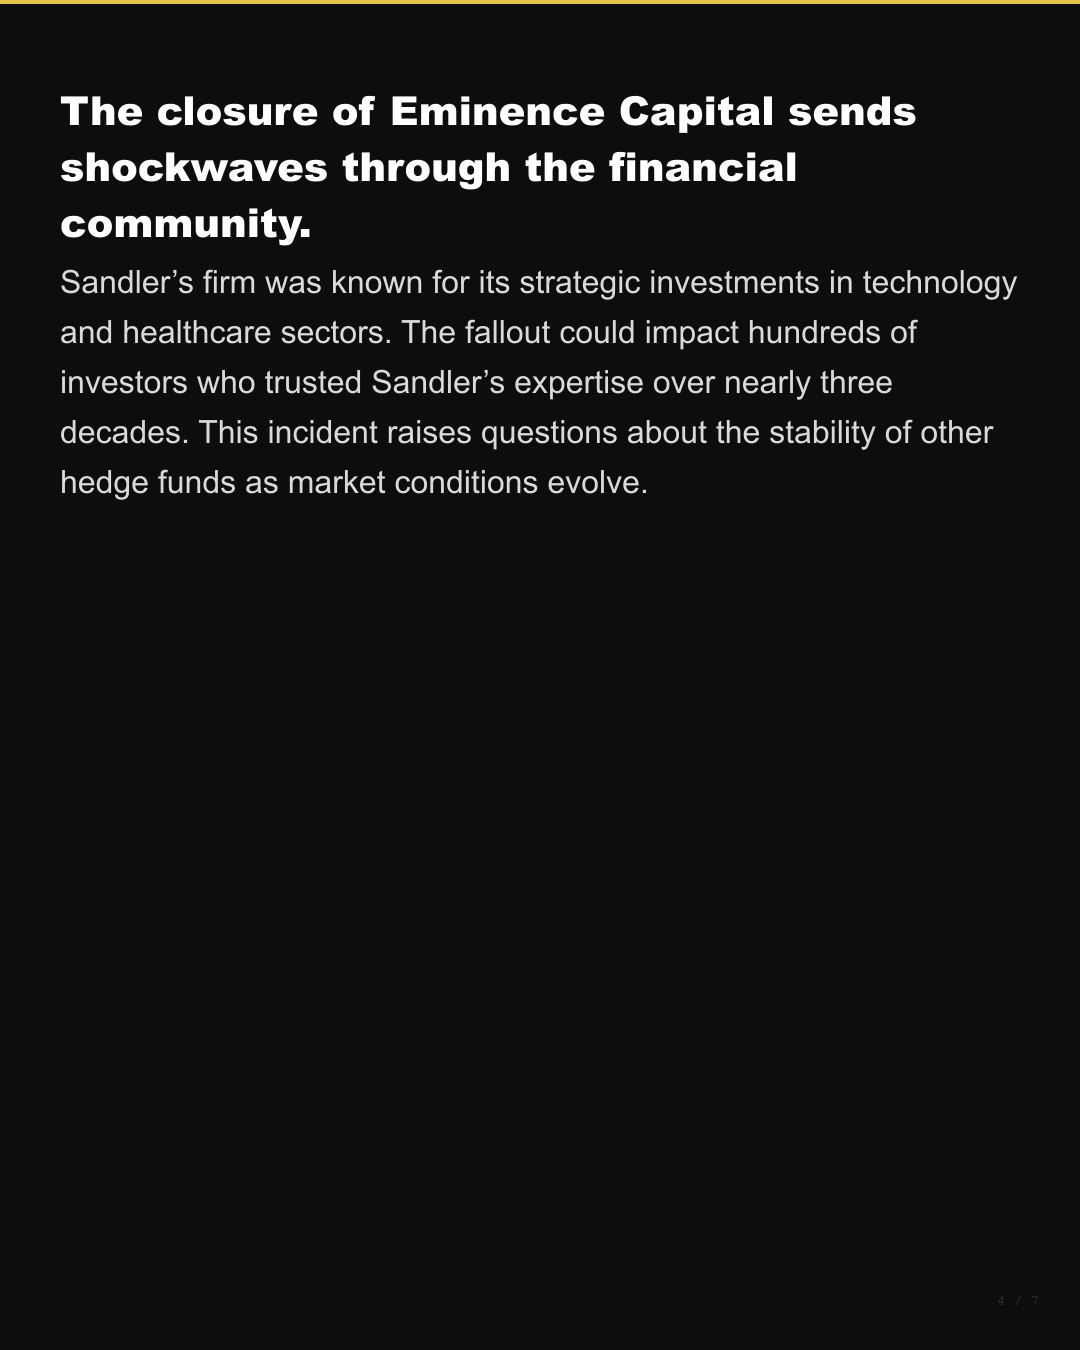 The closure of Eminence Capital sends
shockwaves through the financial
community.
Sandler’s firm was known for its strategic investments in technology
and healthcare sectors. The fallout could impact hundreds of
investors who trusted Sandler’s expertise over nearly three
decades. This incident raises questions about the stability of other
hedge funds as market conditions evolve.
4 / 7